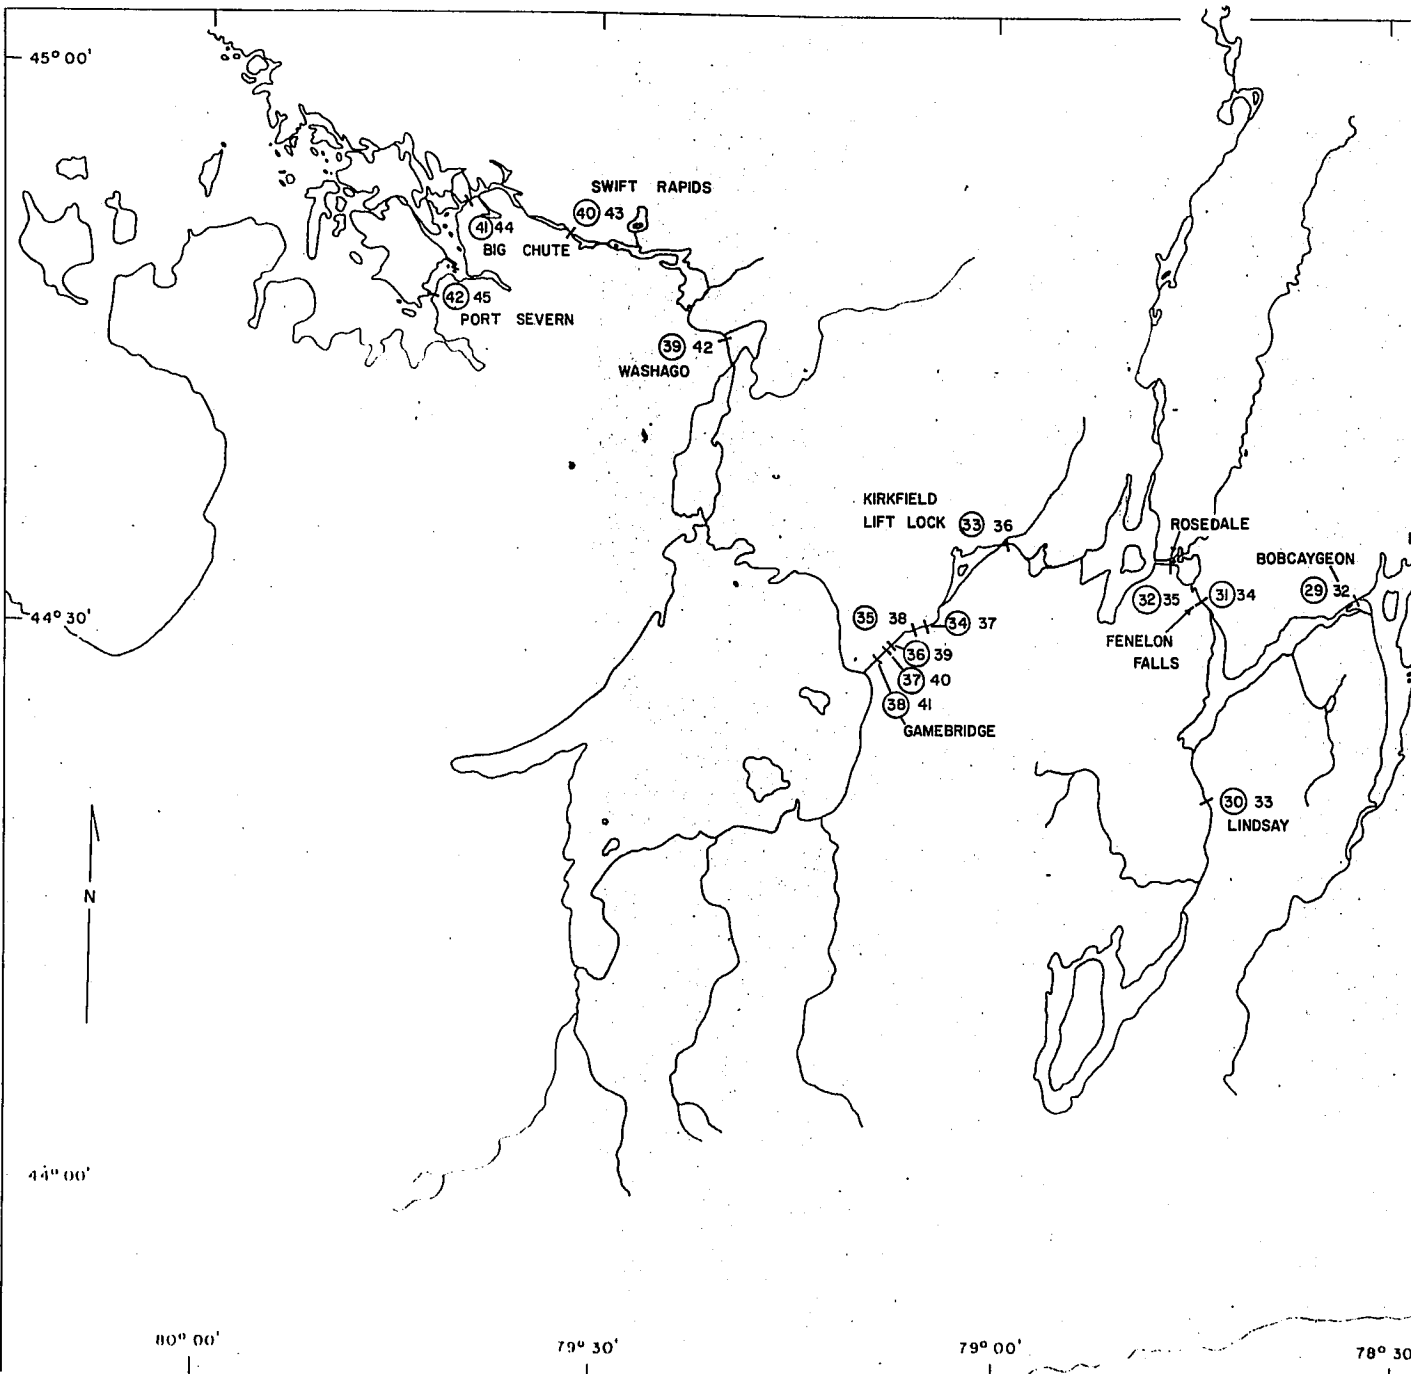 45° 00'
SWIFT RAPIDS
40 43
41 44
BIG CHUTE
42 45
PORT SEVERN
39 42
WASHAGO
KIRKFIELD
LIFT LOCK 33 36
ROSEDALE
BOBCAYGEON
29 32
32 35
31 34
FENELON
FALLS
44° 30'
35 38
34 37
36 39
37 40
38 41
GAMEBRIDGE
30 33
LINDSAY
N
44° 00'
80° 00'
79° 30'
79° 00'
78° 30